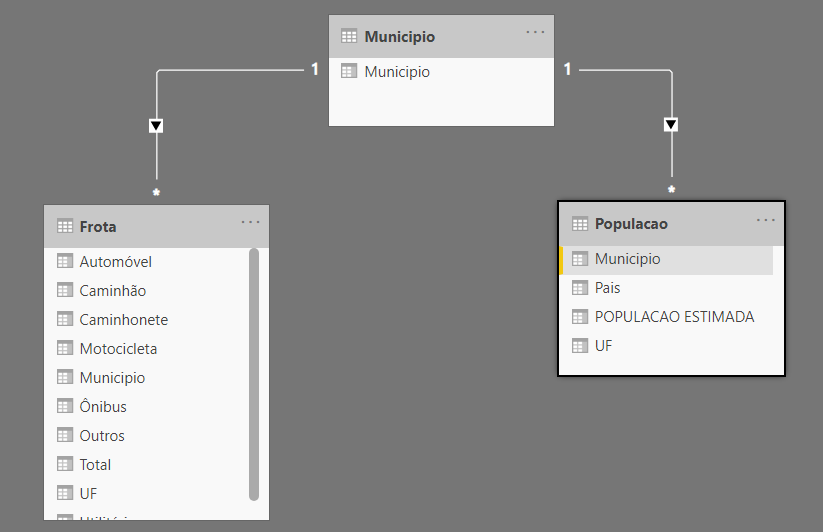 Municipio
Municipio
1
1
*
*
Frota
Automóvel
Caminhão
Caminhonete
Motocicleta
Municipio
Ônibus
Outros
Total
UF
Populacao
Municipio
Pais
POPULACAO ESTIMADA
UF